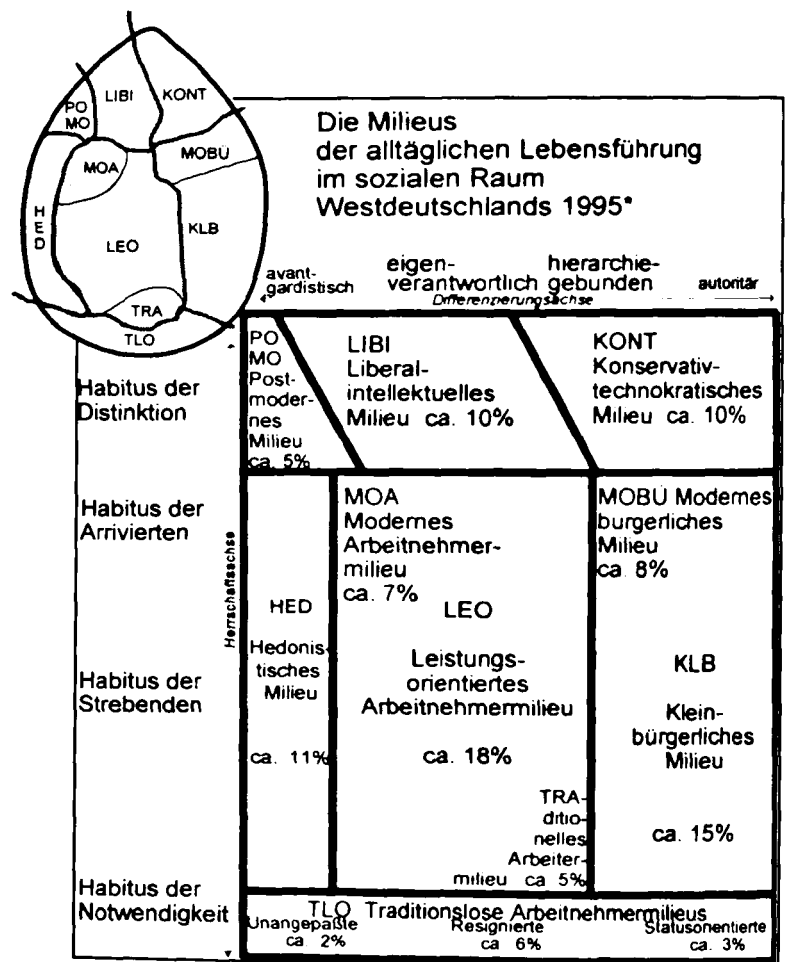 LIBI
KONT
PO
MO
MOA
MOBÜ
HED
LEO
KLB
TRA
TLO
Die Milieus
der alltäglichen Lebensführung
im sozialen Raum
Westdeutschlands 1995*
avant-
gardistisch
eigen-
verantwortlich
hierarchie-
gebunden
autoritär
Differenzierungsachse
Herrschaftsachse
Habitus der
Distinktion
PO
MO
Post-
moder-
nes
Milieu
ca. 5%
LIBI
Liberal-
intellektuelles
Milieu ca. 10%
KONT
Konservativ-
technokratisches
Milieu ca. 10%
Habitus der
Arrivierten
MOA
Modernes
Arbeitnehmer-
milieu
ca. 7%
MOBÜ Modernes
burgerliches
Milieu
ca. 8%
Habitus der
Strebenden
HED
Hedonis-
tisches
Milieu
ca. 11%
LEO
Leistungs-
orientiertes
Arbeitnehmermilieu
ca. 18%
KLB
Klein-
bürgerliches
Milieu
ca. 15%
TRA-
ditio-
nelles
Arbeiter-
milieu ca 5%
Habitus der
Notwendigkeit
TLO Traditionslose Arbeitnehmermilieus
Unangepaßte
ca. 2%
Resignierte
ca 6%
Statusorientierte
ca. 3%